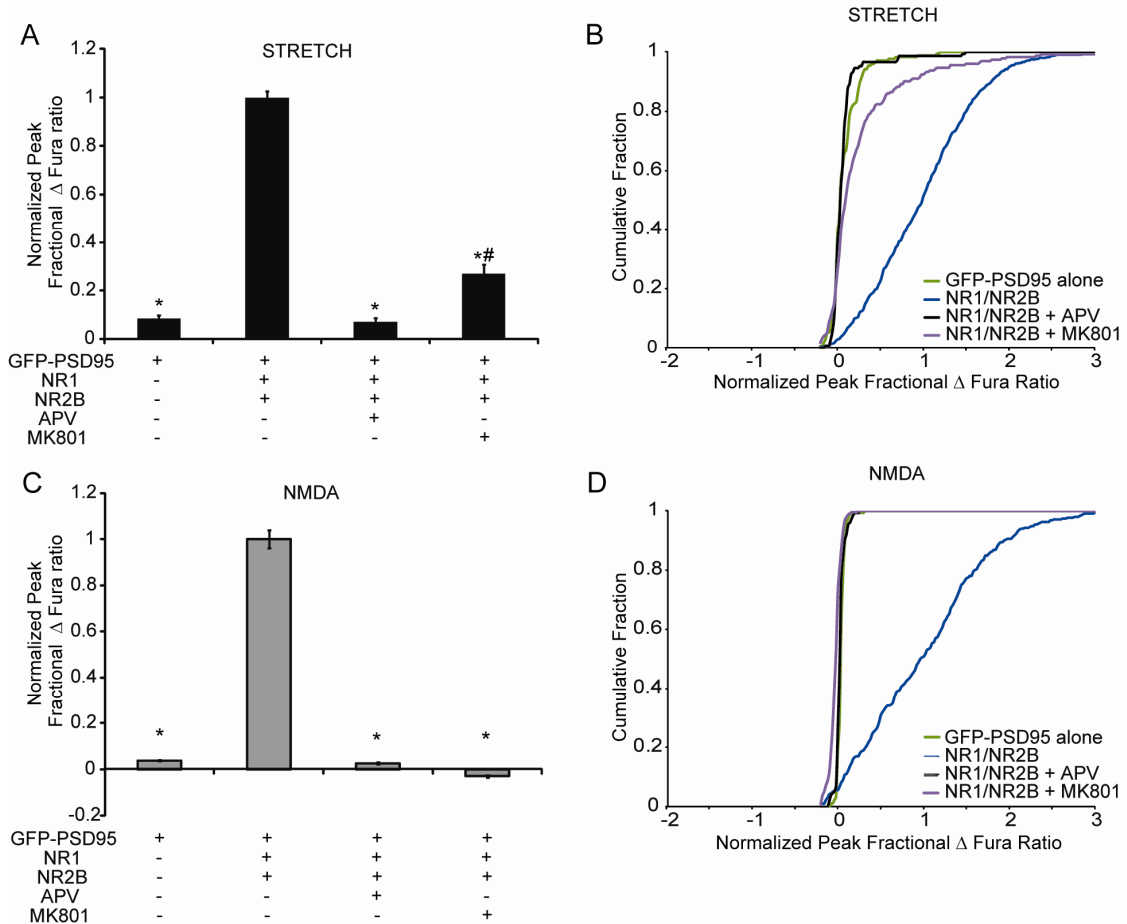 A
STRETCH
Normalized Peak
Fractional Δ Fura ratio
1.2
1
0.8
0.6
0.4
0.2
0
*
*
*#
GFP-PSD95 + + + +
NR1 - + + +
NR2B - + + +
APV - - + -
MK801 - - - +
B
STRETCH
Cumulative Fraction
1
0.8
0.6
0.4
0.2
0
-2 -1 0 1 2 3
Normalized Peak Fractional Δ Fura Ratio
GFP-PSD95 alone
NR1/NR2B
NR1/NR2B + APV
NR1/NR2B + MK801
C
NMDA
Normalized Peak
Fractional Δ Fura ratio
1.2
1
0.8
0.6
0.4
0.2
0
-0.2
*
*
*
GFP-PSD95 + + + +
NR1 - + + +
NR2B - + + +
APV - - + -
MK801 - - - +
D
NMDA
Cumulative Fraction
1
0.8
0.6
0.4
0.2
0
-2 -1 0 1 2 3
Normalized Peak Fractional Δ Fura Ratio
GFP-PSD95 alone
NR1/NR2B
NR1/NR2B + APV
NR1/NR2B + MK801